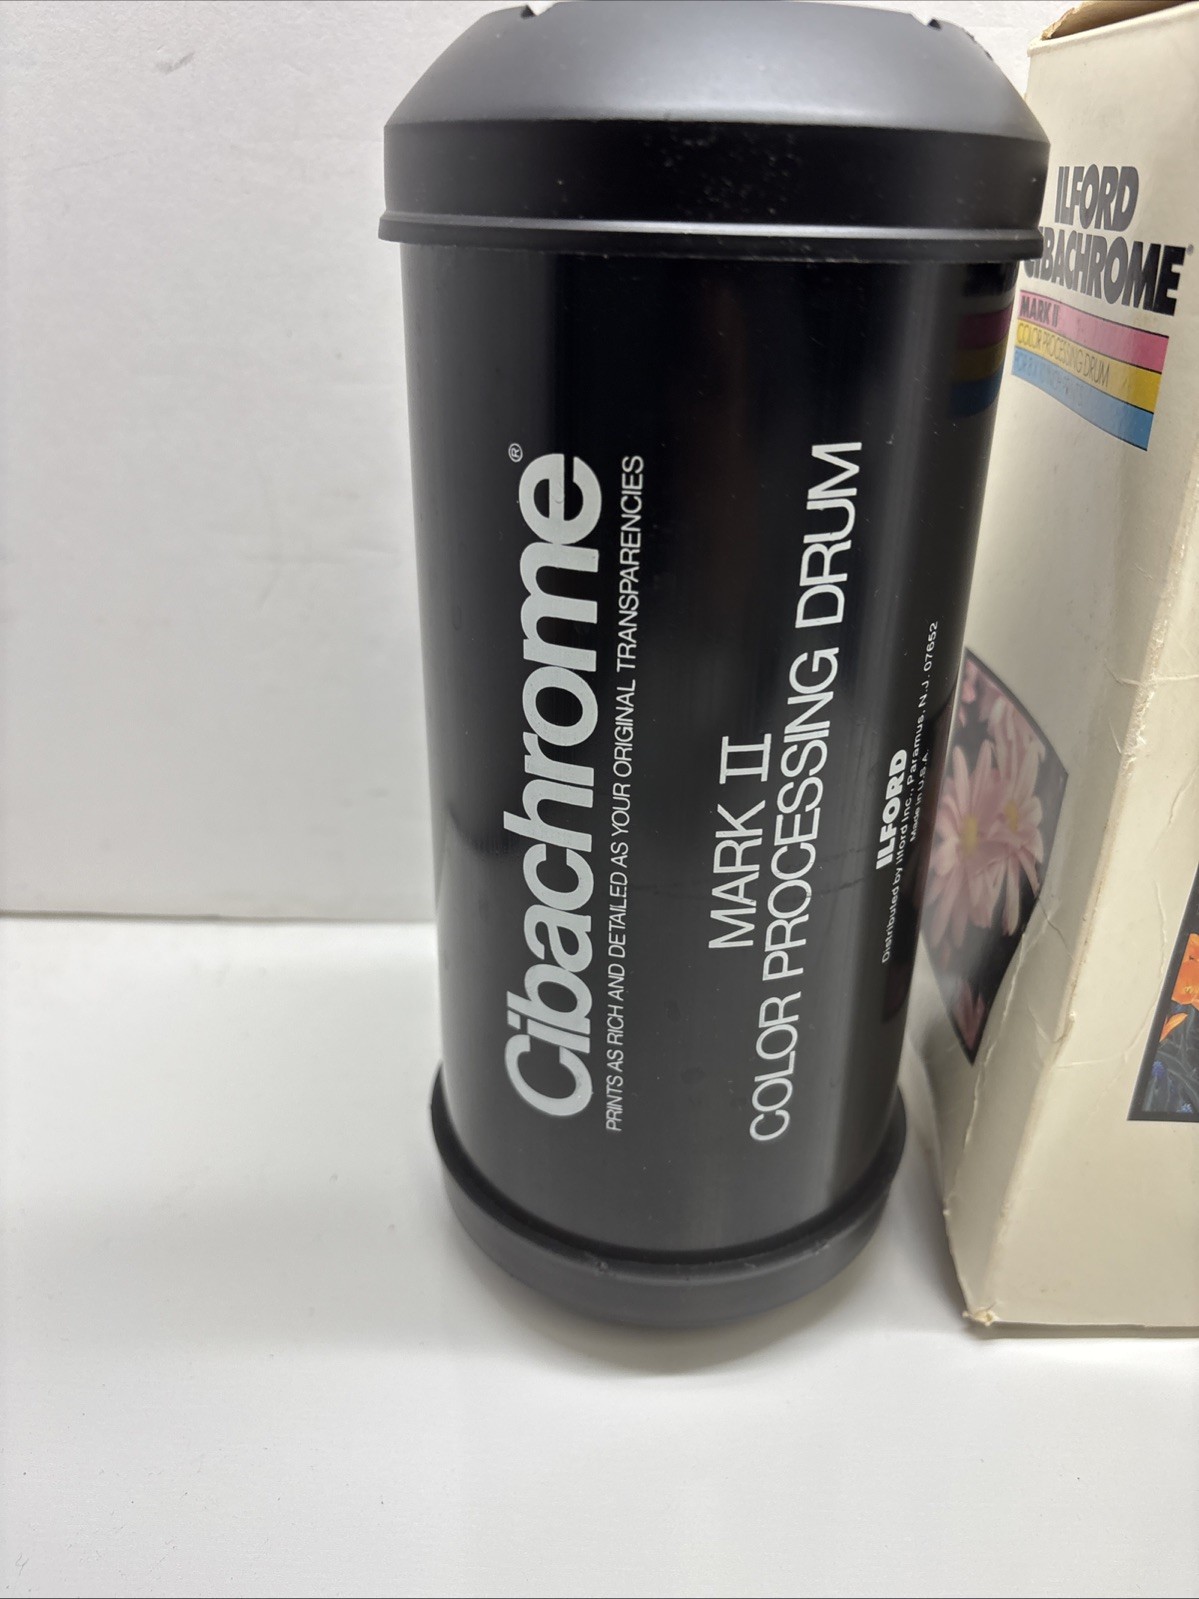 Cibachrome®
PRINTS AS RICH AND DETAILED AS YOUR ORIGINAL TRANSPARENCIES
MARK II
COLOR PROCESSING DRUM
ILFORD
Distributed by Ilford Inc., Paramus, N.J. 07652
Made in U.S.A.
ILFORD
CIBACHROME®
MARK II
COLOR PROCESSING DRUM